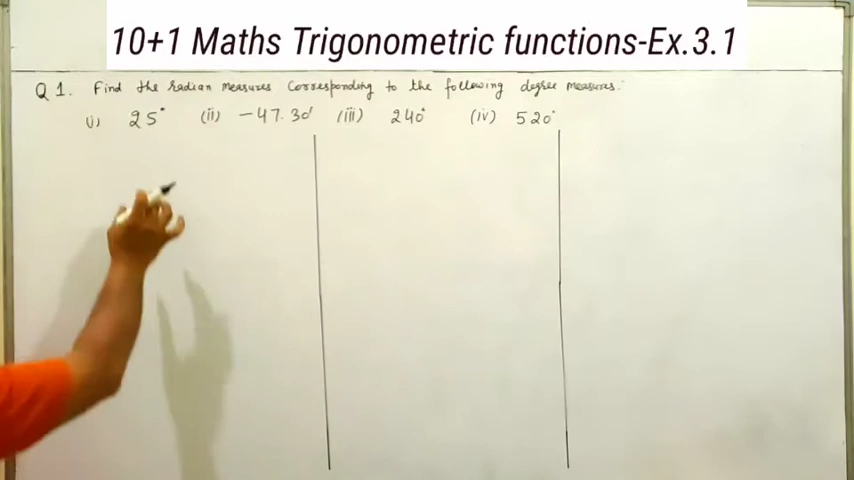 10+1 Maths Trigonometric functions-Ex.3.1
Q1. Find the radian measures corresponding to the following degree measures:
(i) 25° (ii) -47.30' (iii) 240° (iv) 520°